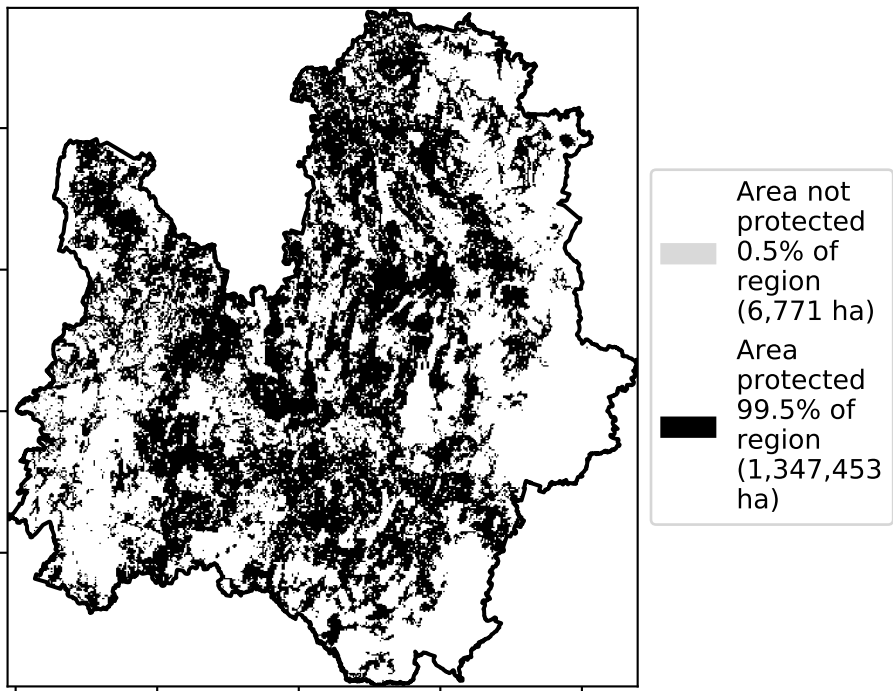 Area not
protected
0.5% of
region
(6,771 ha)
Area
protected
99.5% of
region
(1,347,453
ha)